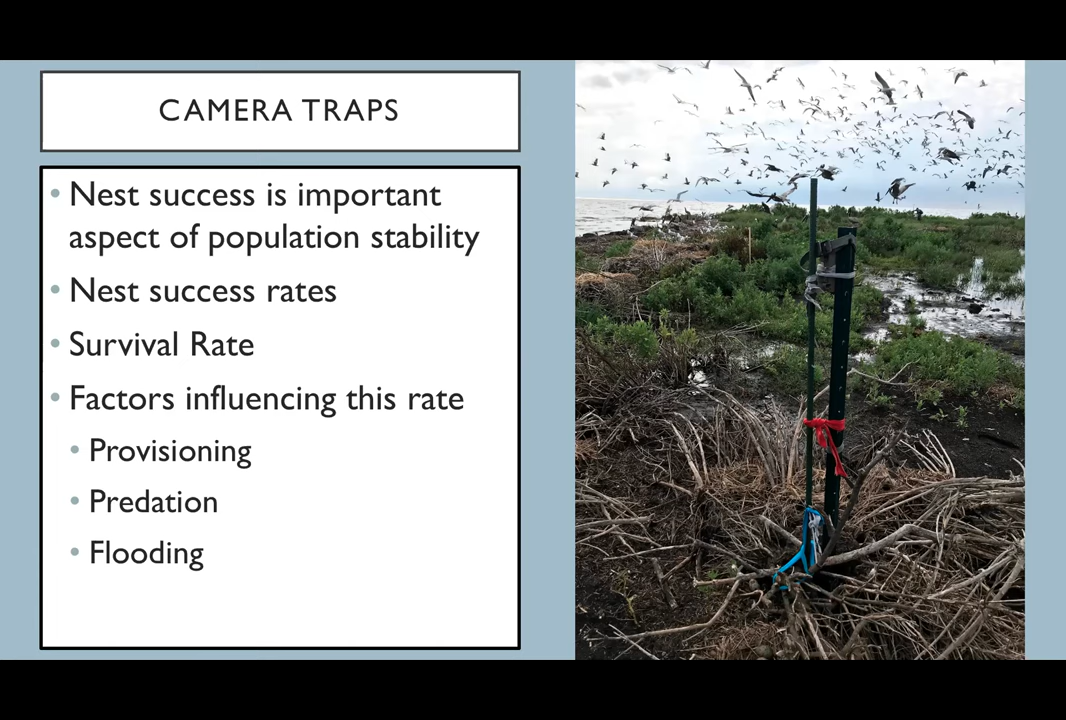 CAMERA TRAPS
• Nest success is important
aspect of population stability
• Nest success rates
• Survival Rate
• Factors influencing this rate
• Provisioning
• Predation
• Flooding